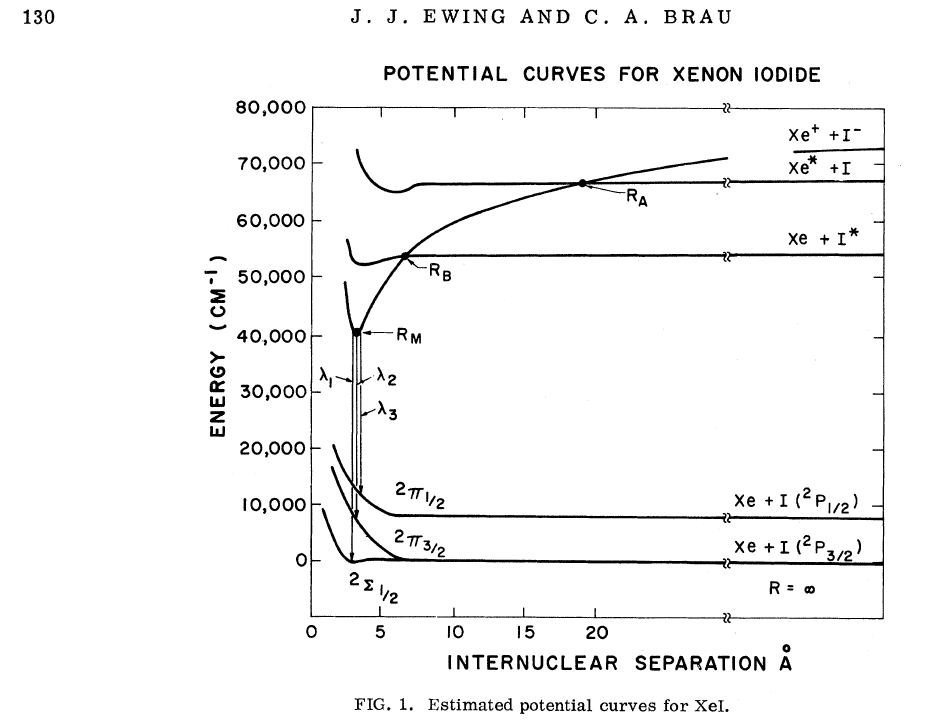 130
J. J. EWING AND C. A. BRAU
POTENTIAL CURVES FOR XENON IODIDE
80,000
70,000
60,000
50,000
40,000
30,000
20,000
10,000
0
ENERGY (CM⁻¹)
Xe⁺ + I⁻
Xe* + I
R_A
Xe + I*
R_B
R_M
λ₁
λ₂
λ₃
2π1/2
Xe + I (²P1/2)
2π3/2
Xe + I (²P3/2)
2Σ1/2
R = ∞
0 5 10 15 20
INTERNUCLEAR SEPARATION Å
FIG. 1. Estimated potential curves for XeI.